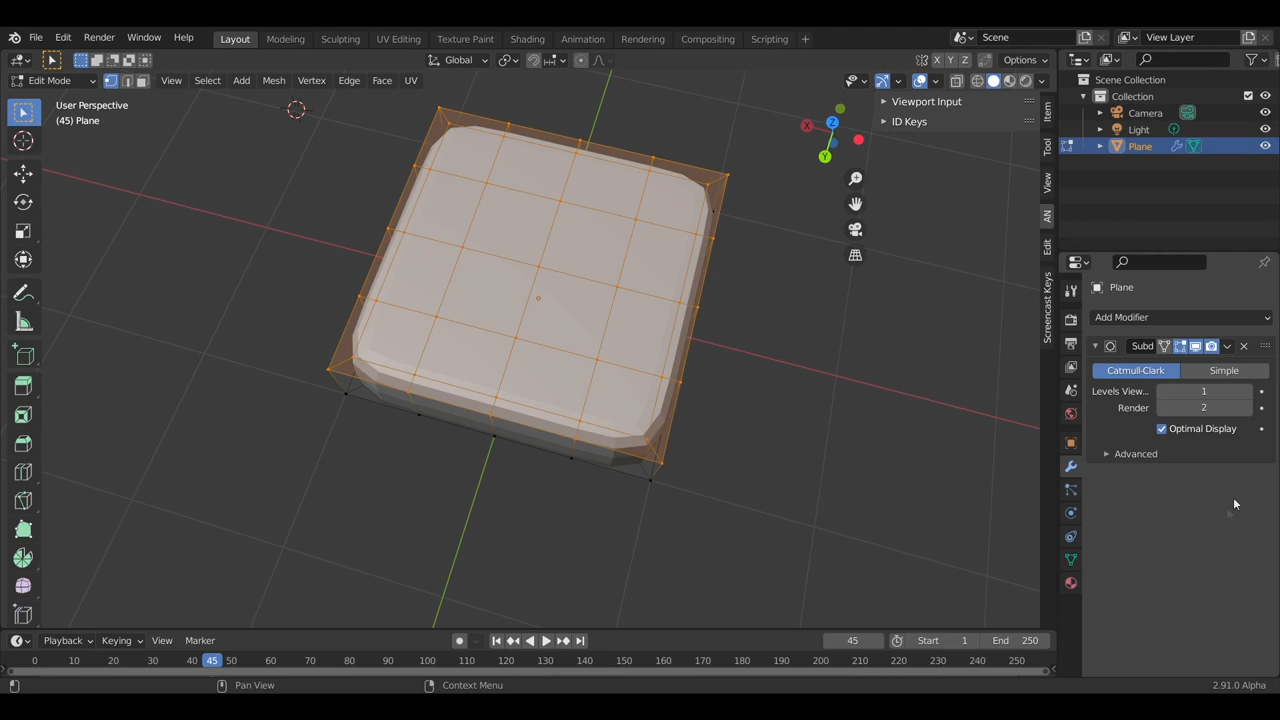 File Edit Render Window Help Layout Modeling Sculpting UV Editing Texture Paint Shading Animation Rendering Compositing Scripting + Scene View Layer
Global X Y Z Options
Edit Mode View Select Add Mesh Vertex Edge Face UV Scene Collection
User Perspective
(45) Plane
Viewport Input
ID Keys
Collection
Camera
Light
Plane
X
Z
Y
Item
Tool
View
AN
Edit
Screencast Keys
Plane
Add Modifier
Subd
Catmull-Clark Simple
Levels View... 1
Render 2
Optimal Display
Advanced
Playback Keying View Marker 45 Start 1 End 250
0 10 20 30 40 45 50 60 70 80 90 100 110 120 130 140 150 160 170 180 190 200 210 220 230 240 250
Pan View Context Menu 2.91.0 Alpha